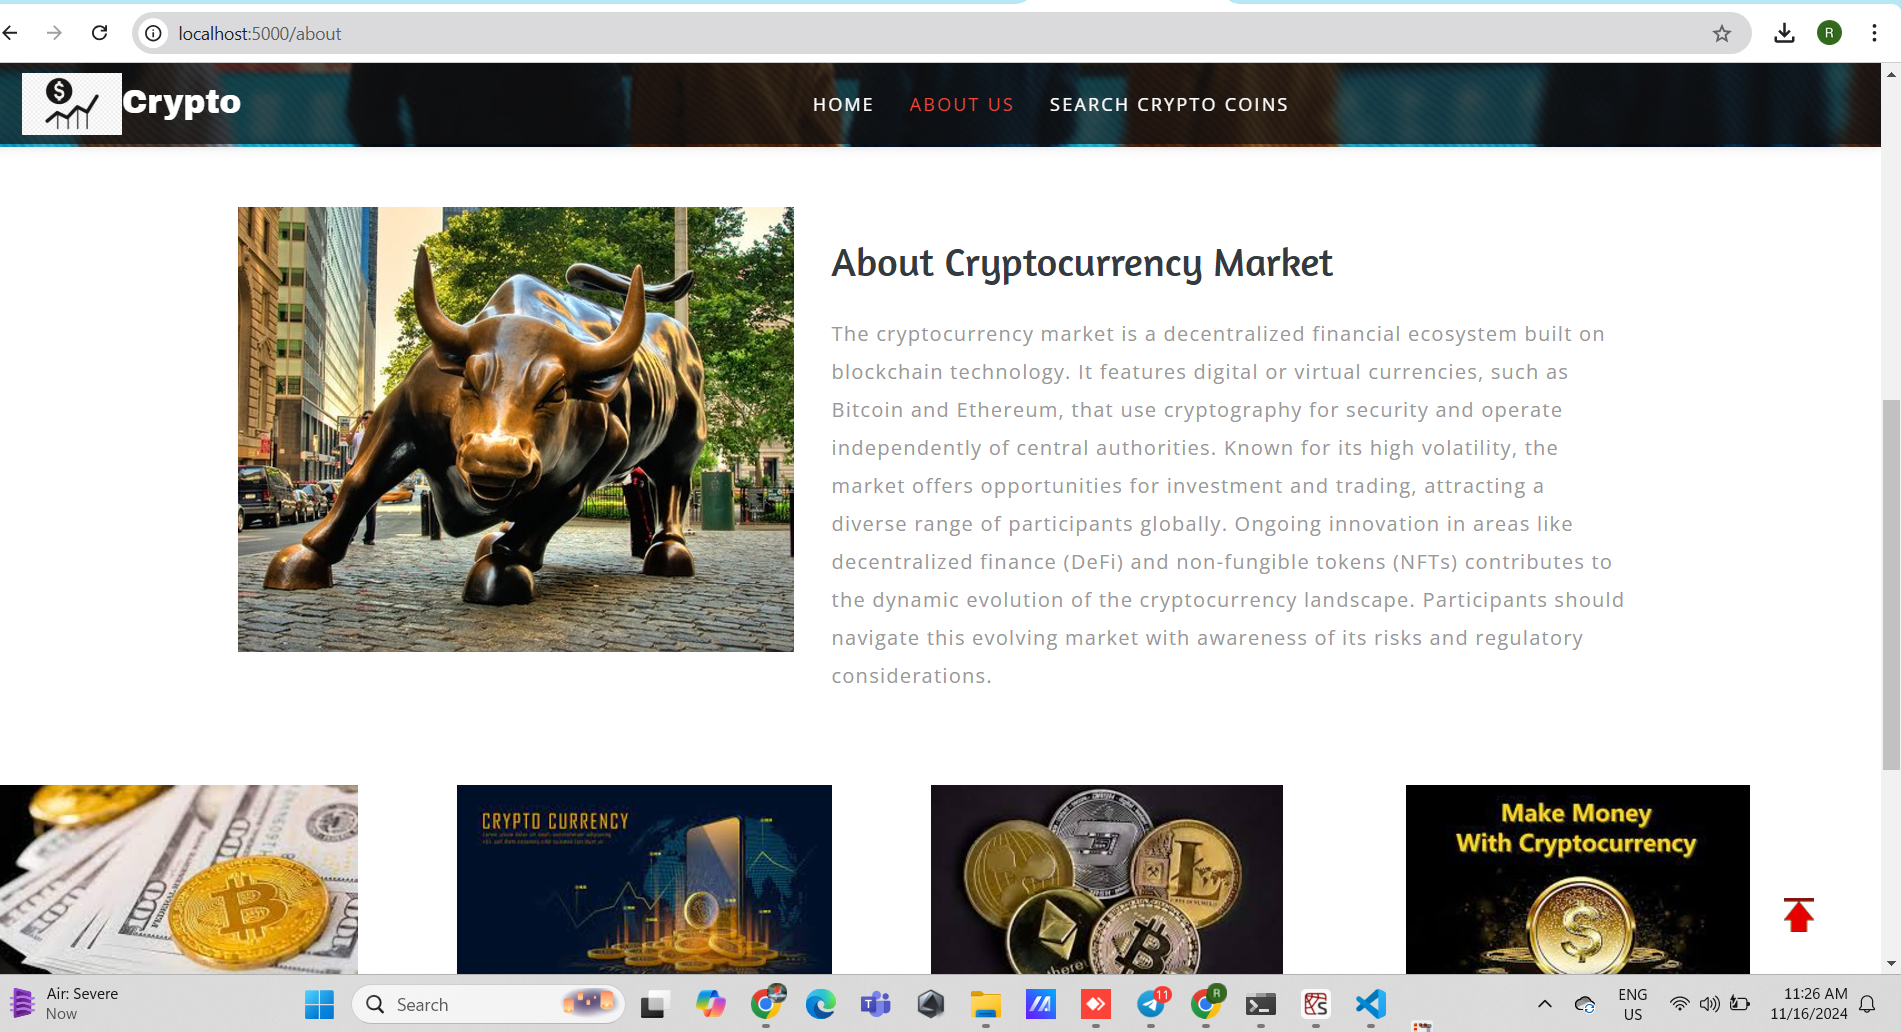 localhost:5000/about
R
$
Crypto
HOME
ABOUT US
SEARCH CRYPTO COINS
About Cryptocurrency Market
The cryptocurrency market is a decentralized financial ecosystem built on
blockchain technology. It features digital or virtual currencies, such as
Bitcoin and Ethereum, that use cryptography for security and operate
independently of central authorities. Known for its high volatility, the
market offers opportunities for investment and trading, attracting a
diverse range of participants globally. Ongoing innovation in areas like
decentralized finance (DeFi) and non-fungible tokens (NFTs) contributes to
the dynamic evolution of the cryptocurrency landscape. Participants should
navigate this evolving market with awareness of its risks and regulatory
considerations.
CRYPTO CURRENCY
Make Money
With Cryptocurrency
$
Air: Severe
Now
Search
11
R
ENG
US
11:26 AM
11/16/2024